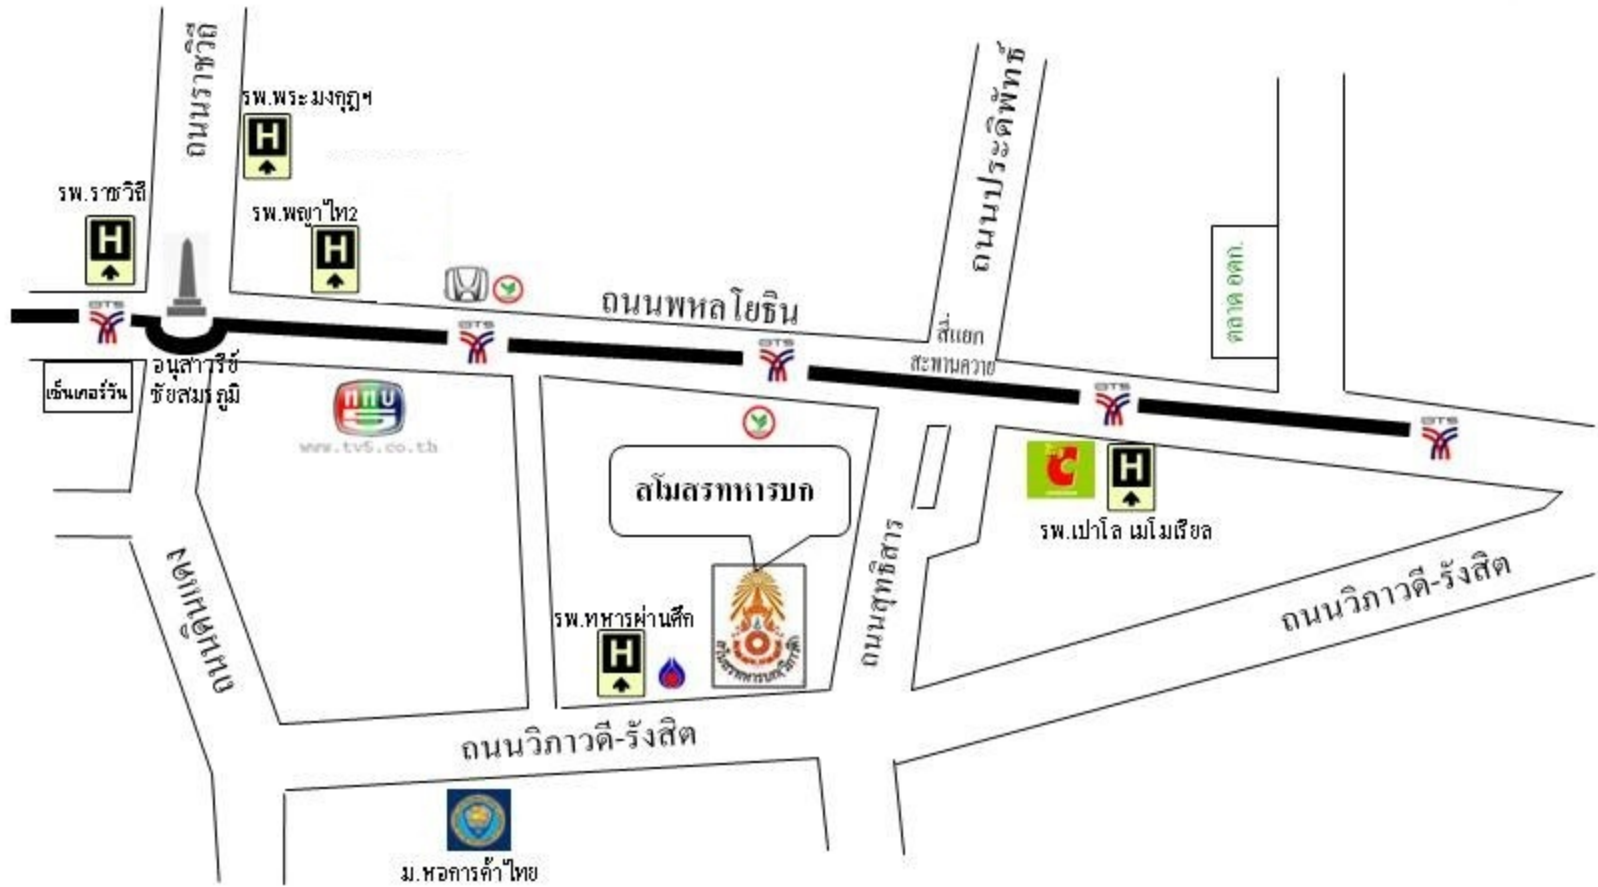 ถนนราชวิถี
รพ.พระมงกุฎฯ
รพ.ราชวิถี
รพ.พญาไท2
H
H
H
BTS
BTS
BTS
BTS
BTS
ถนนพหลโยธิน
ถนนประดิพัทธ์
สี่แยก
สะพานควาย
ตลาด อตก.
เซ็นเตอร์วัน
อนุสาวรีย์
ชัยสมรภูมิ
ททบ
www.tv5.co.th
สโมสรทหารบก
C
H
รพ.เปาโล เมโมเรียล
ถนนดินแดง
รพ.ทหารผ่านศึก
H
ถนนสุทธิสาร
ถนนวิภาวดี-รังสิต
ถนนวิภาวดี-รังสิต
ม.หอการค้าไทย